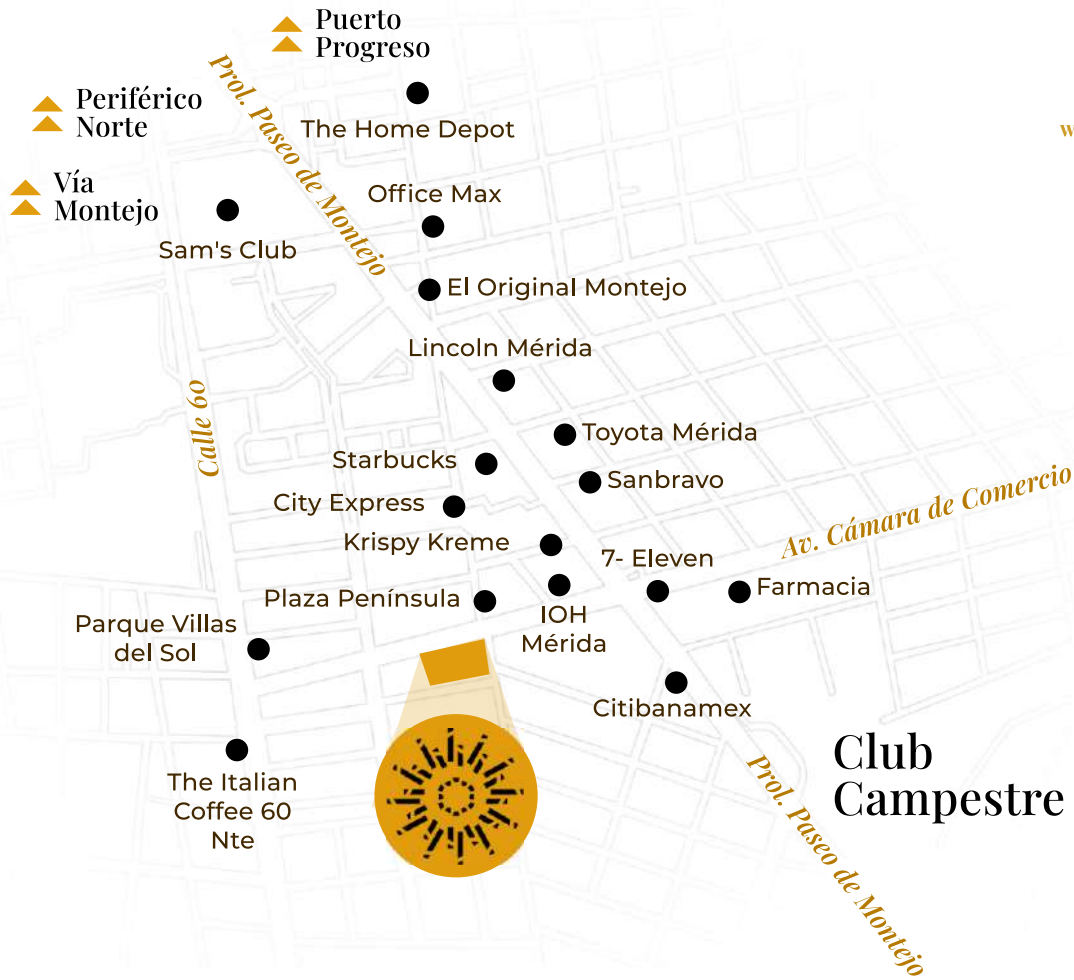 Puerto
Progreso
Periférico
Norte
Prol. Paseo de Montejo
The Home Depot
W
Vía
Montejo
Office Max
Sam's Club
El Original Montejo
Lincoln Mérida
Calle 60
Toyota Mérida
Starbucks
Sanbravo
City Express
Av. Cámara de Comercio
Krispy Kreme
7- Eleven
Plaza Península
Farmacia
IOH
Mérida
Parque Villas
del Sol
Citibanamex
Club
Campestre
The Italian
Coffee 60
Nte
Prol. Paseo de Montejo